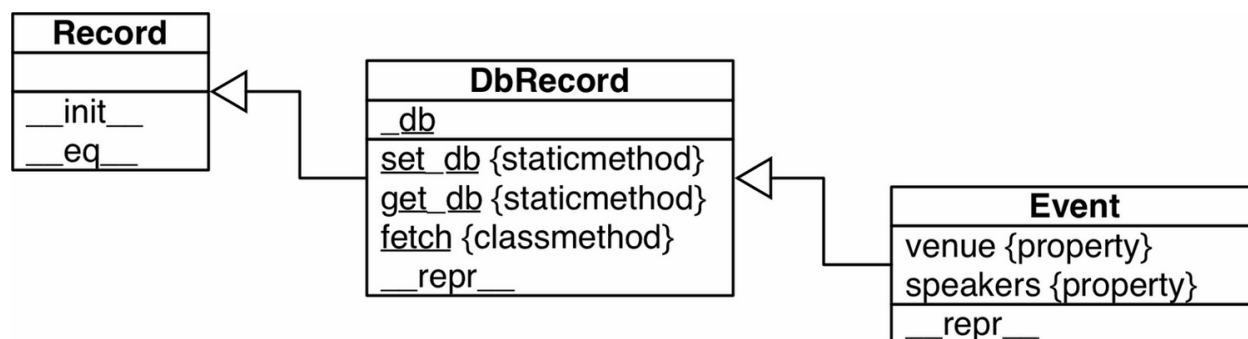 Record
__init__
__eq__
DbRecord
_db
set_db {staticmethod}
get_db {staticmethod}
fetch {classmethod}
__repr__
Event
venue {property}
speakers {property}
__repr__